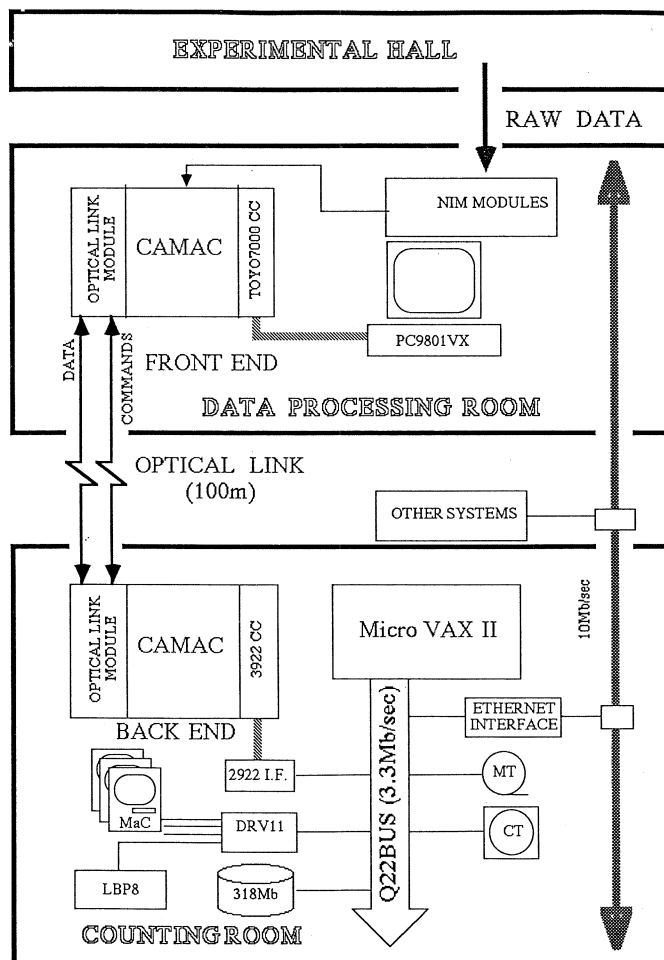 EXPERIMENTAL HALL
RAW DATA
NIM MODULES
OPTICAL LINK
MODULE
CAMAC
TOYO7000 CC
PC9801VX
DATA
COMMANDS
FRONT END
DATA PROCESSING ROOM
OPTICAL LINK
(100m)
OTHER SYSTEMS
10Mb/sec
OPTICAL LINK
MODULE
CAMAC
3922 CC
Micro VAX II
BACK END
ETHERNET
INTERFACE
Q22BUS (3.3Mb/sec)
2922 I.F.
MT
MaC
DRV11
CT
LBP8
318Mb
COUNTING ROOM